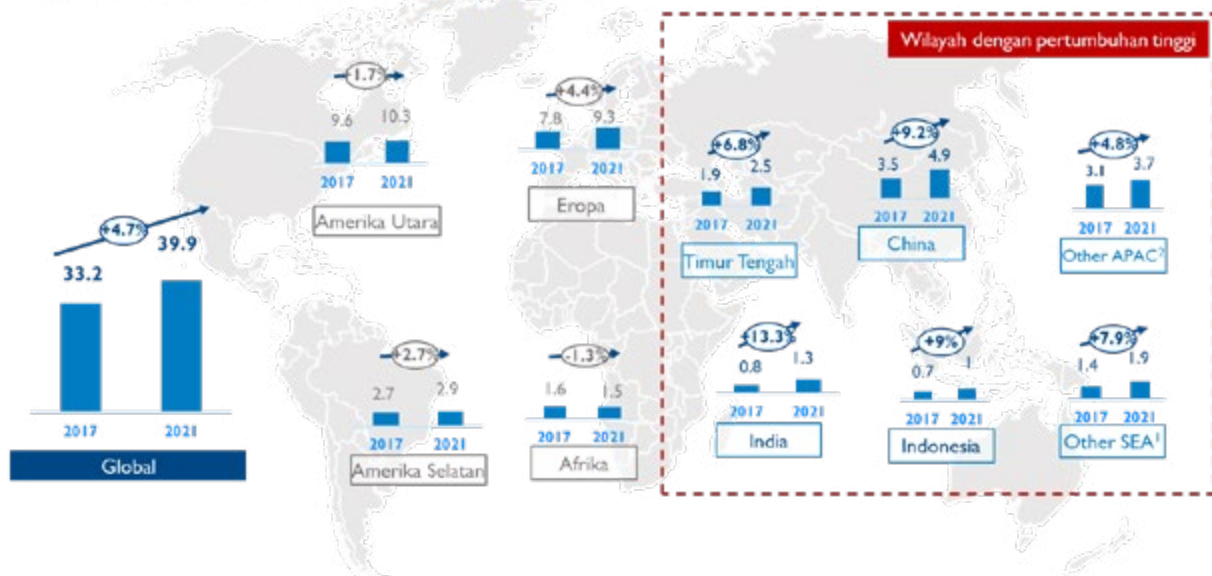 Wilayah dengan pertumbuhan tinggi
-1.7%
9.6 10.3
2017 2021
Amerika Utara
+4.4%
7.8 9.3
2017 2021
Eropa
+6.8%
1.9 2.5
2017 2021
Timur Tengah
+9.2%
3.5 4.9
2017 2021
China
+4.8%
3.1 3.7
2017 2021
Other APAC²
+4.7%
33.2 39.9
2017 2021
Global
+2.7%
2.7 2.9
2017 2021
Amerika Selatan
-1.3%
1.6 1.5
2017 2021
Afrika
+13.3%
0.8 1.3
2017 2021
India
+9%
0.7 1
2017 2021
Indonesia
+7.9%
1.4 1.9
2017 2021
Other SEA¹